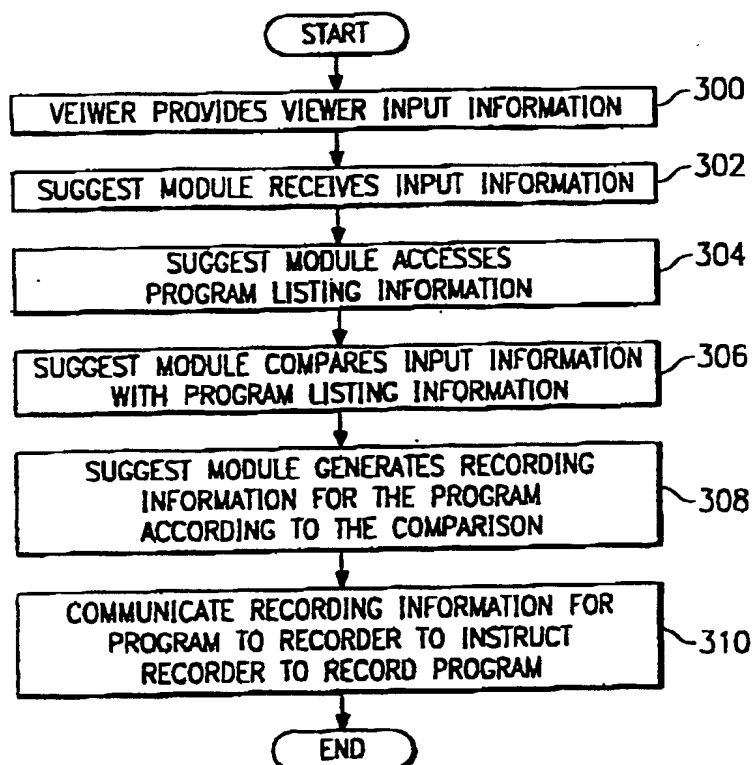 START
VEIWER PROVIDES VIEWER INPUT INFORMATION
300
SUGGEST MODULE RECEIVES INPUT INFORMATION
302
SUGGEST MODULE ACCESSES
PROGRAM LISTING INFORMATION
304
SUGGEST MODULE COMPARES INPUT INFORMATION
WITH PROGRAM LISTING INFORMATION
306
SUGGEST MODULE GENERATES RECORDING
INFORMATION FOR THE PROGRAM
ACCORDING TO THE COMPARISON
308
COMMUNICATE RECORDING INFORMATION FOR
PROGRAM TO RECORDER TO INSTRUCT
RECORDER TO RECORD PROGRAM
310
END